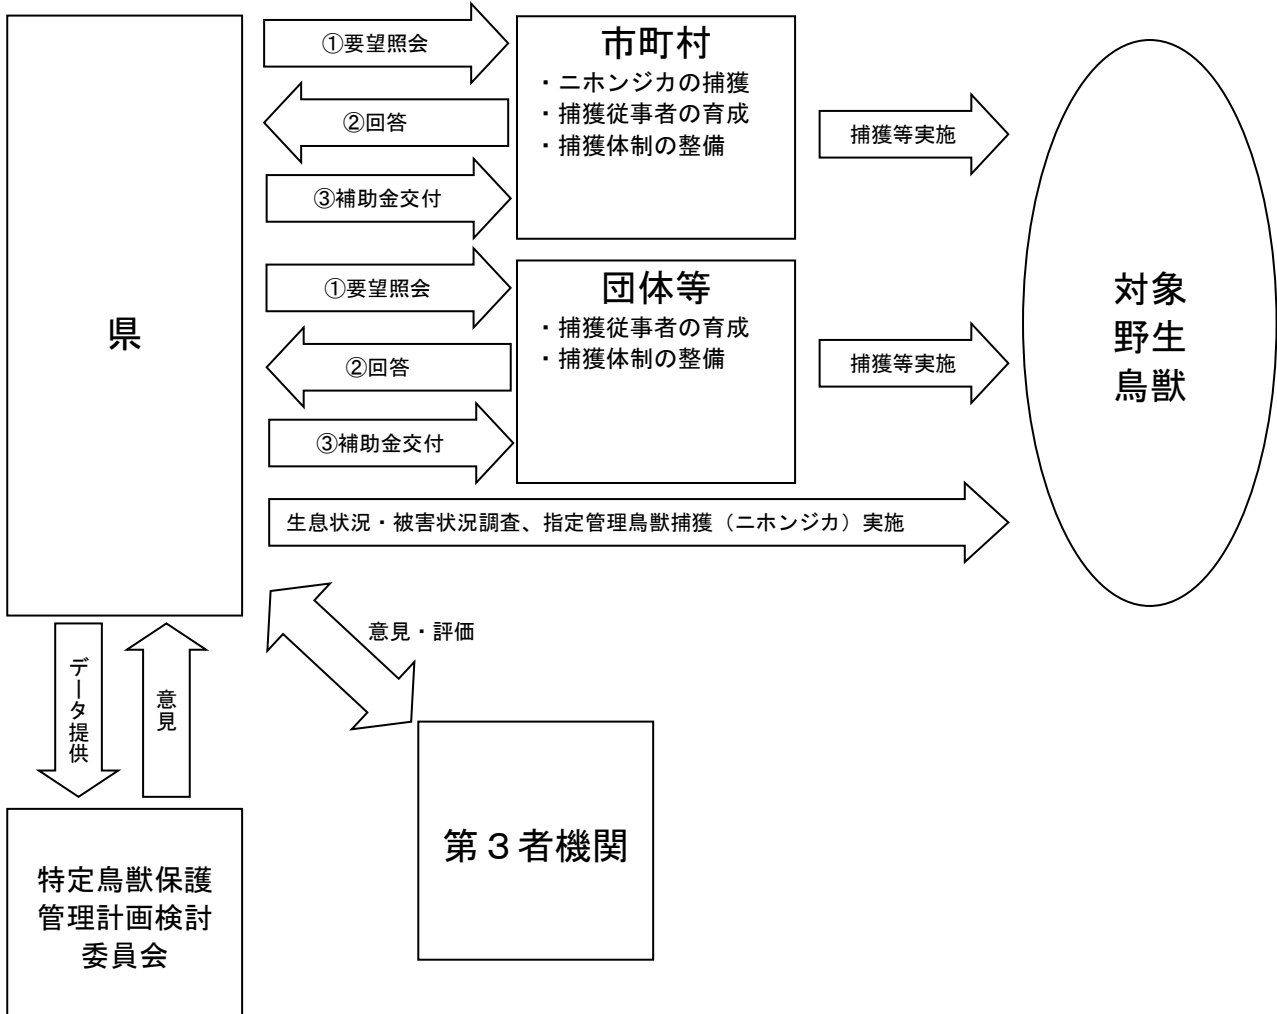 県
①要望照会
②回答
③補助金交付
市町村
・ニホンジカの捕獲
・捕獲従事者の育成
・捕獲体制の整備
捕獲等実施
①要望照会
②回答
③補助金交付
団体等
・捕獲従事者の育成
・捕獲体制の整備
捕獲等実施
対象
野生
鳥獣
生息状況・被害状況調査、指定管理鳥獣捕獲（ニホンジカ）実施
意見・評価
データ提供
意見
第３者機関
特定鳥獣保護
管理計画検討
委員会